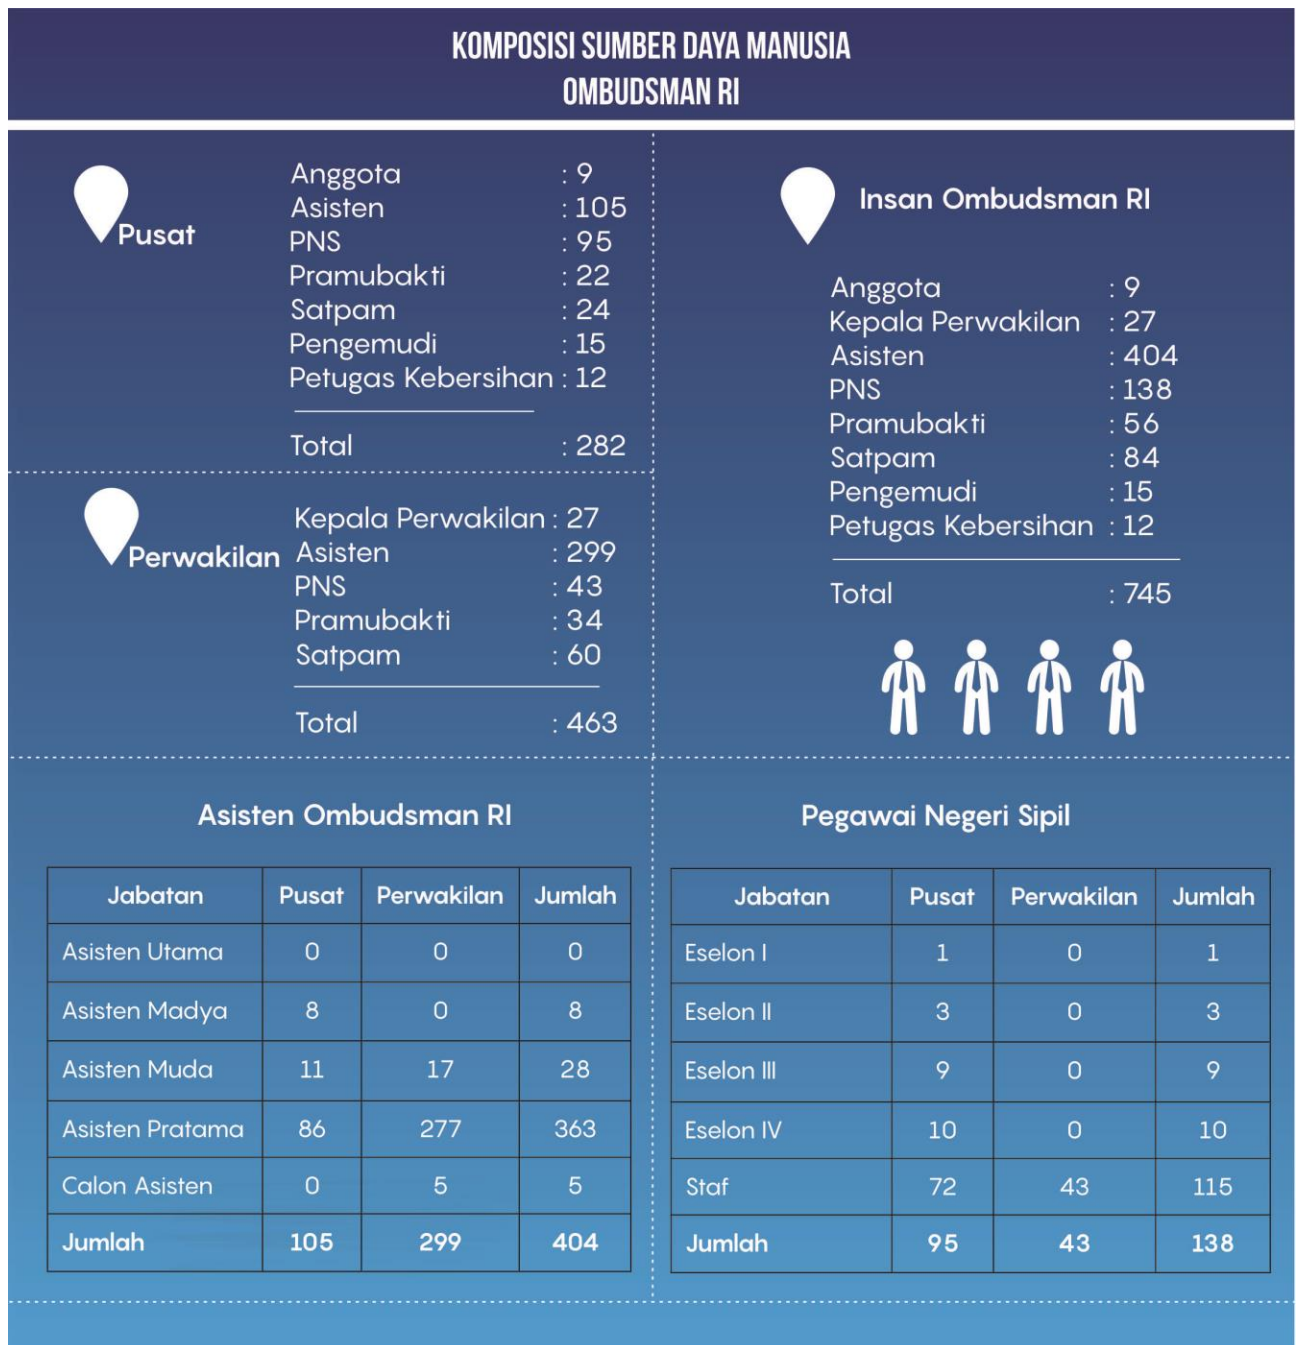 KOMPOSISI SUMBER DAYA MANUSIA
OMBUDSMAN RI
Pusat
Anggota : 9
Asisten : 105
PNS : 95
Pramubakti : 22
Satpam : 24
Pengemudi : 15
Petugas Kebersihan : 12
Total : 282
Perwakilan
Kepala Perwakilan : 27
Asisten : 299
PNS : 43
Pramubakti : 34
Satpam : 60
Total : 463
Insan Ombudsman RI
Anggota : 9
Kepala Perwakilan : 27
Asisten : 404
PNS : 138
Pramubakti : 56
Satpam : 84
Pengemudi : 15
Petugas Kebersihan : 12
Total : 745
Asisten Ombudsman RI
Jabatan Pusat Perwakilan Jumlah
Asisten Utama 0 0 0
Asisten Madya 8 0 8
Asisten Muda 11 17 28
Asisten Pratama 86 277 363
Calon Asisten 0 5 5
Jumlah 105 299 404
Pegawai Negeri Sipil
Jabatan Pusat Perwakilan Jumlah
Eselon I 1 0 1
Eselon II 3 0 3
Eselon III 9 0 9
Eselon IV 10 0 10
Staf 72 43 115
Jumlah 95 43 138